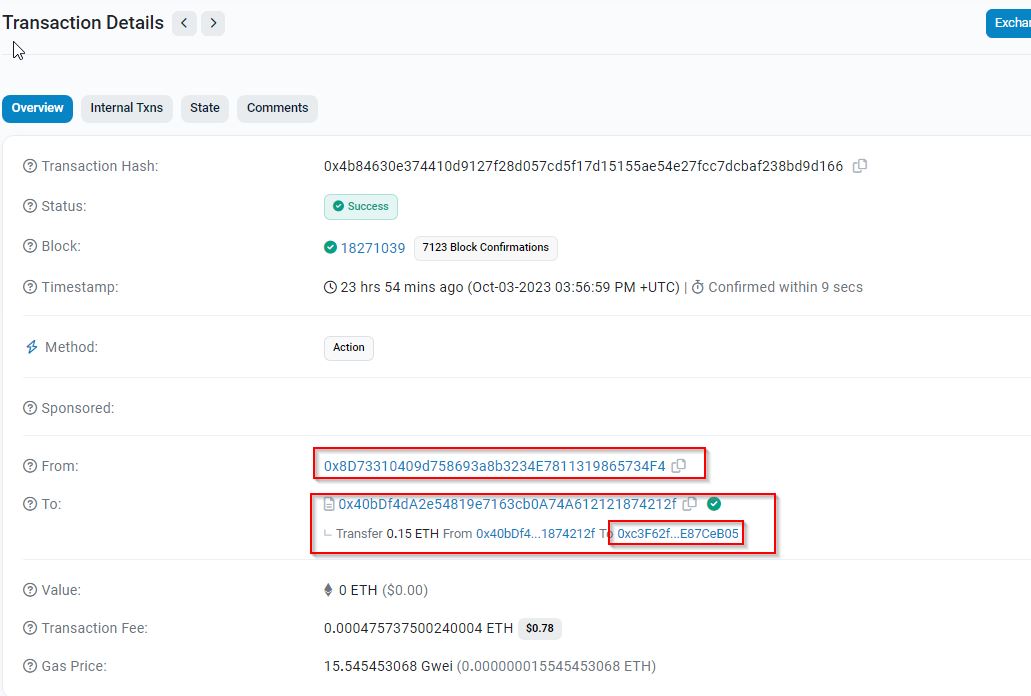 Transaction Details < >
Exchan
Overview Internal Txns State Comments
Transaction Hash: 0x4b84630e374410d9127f28d057cd5f17d15155ae54e27fcc7dcbaf238bd9d166
Status: Success
Block: 18271039 7123 Block Confirmations
Timestamp: 23 hrs 54 mins ago (Oct-03-2023 03:56:59 PM +UTC) | Confirmed within 9 secs
Method: Action
Sponsored:
From: 0x8D73310409d758693a8b3234E7811319865734F4
To: 0x40bDf4dA2e54819e7163cb0A74A612121874212f
Transfer 0.15 ETH From 0x40bDf4...1874212f To 0xc3F62f...E87CeB05
Value: 0 ETH ($0.00)
Transaction Fee: 0.000475737500240004 ETH $0.78
Gas Price: 15.545453068 Gwei (0.000000015545453068 ETH)